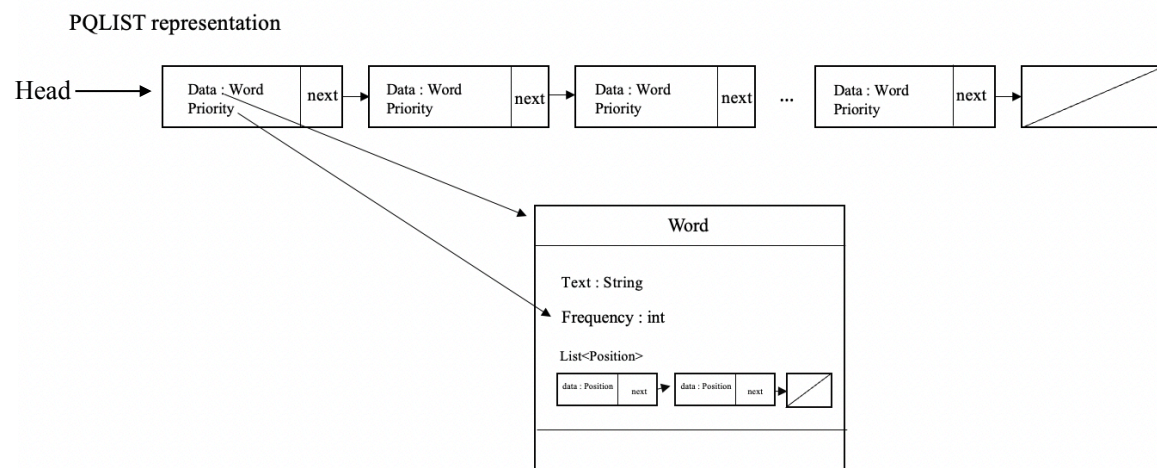 PQLIST representation
Head
Data : Word
Priority
next
Data : Word
Priority
next
Data : Word
Priority
next
...
Data : Word
Priority
next
Word
Text : String
Frequency : int
List<Position>
data : Position
next
data : Position
next